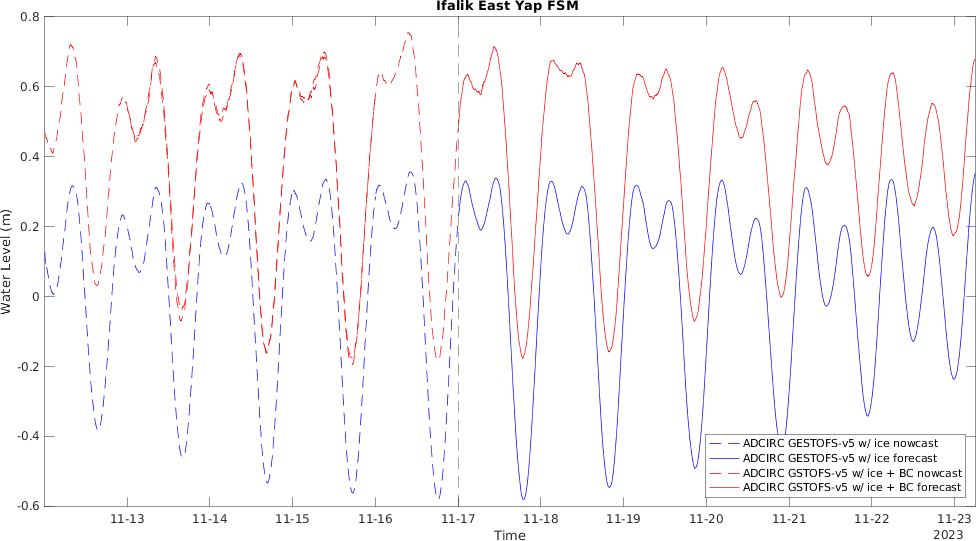 Ifalik East Yap FSM
0.8
0.6
0.4
0.2
0
-0.2
-0.4
-0.6
Water Level (m)
ADCIRC GESTOFS-v5 w/ ice nowcast
ADCIRC GESTOFS-v5 w/ ice forecast
ADCIRC GSTOFS-v5 w/ ice + BC nowcast
ADCIRC GSTOFS-v5 w/ ice + BC forecast
11-13 11-14 11-15 11-16 11-17 11-18 11-19 11-20 11-21 11-22 11-23
Time
2023